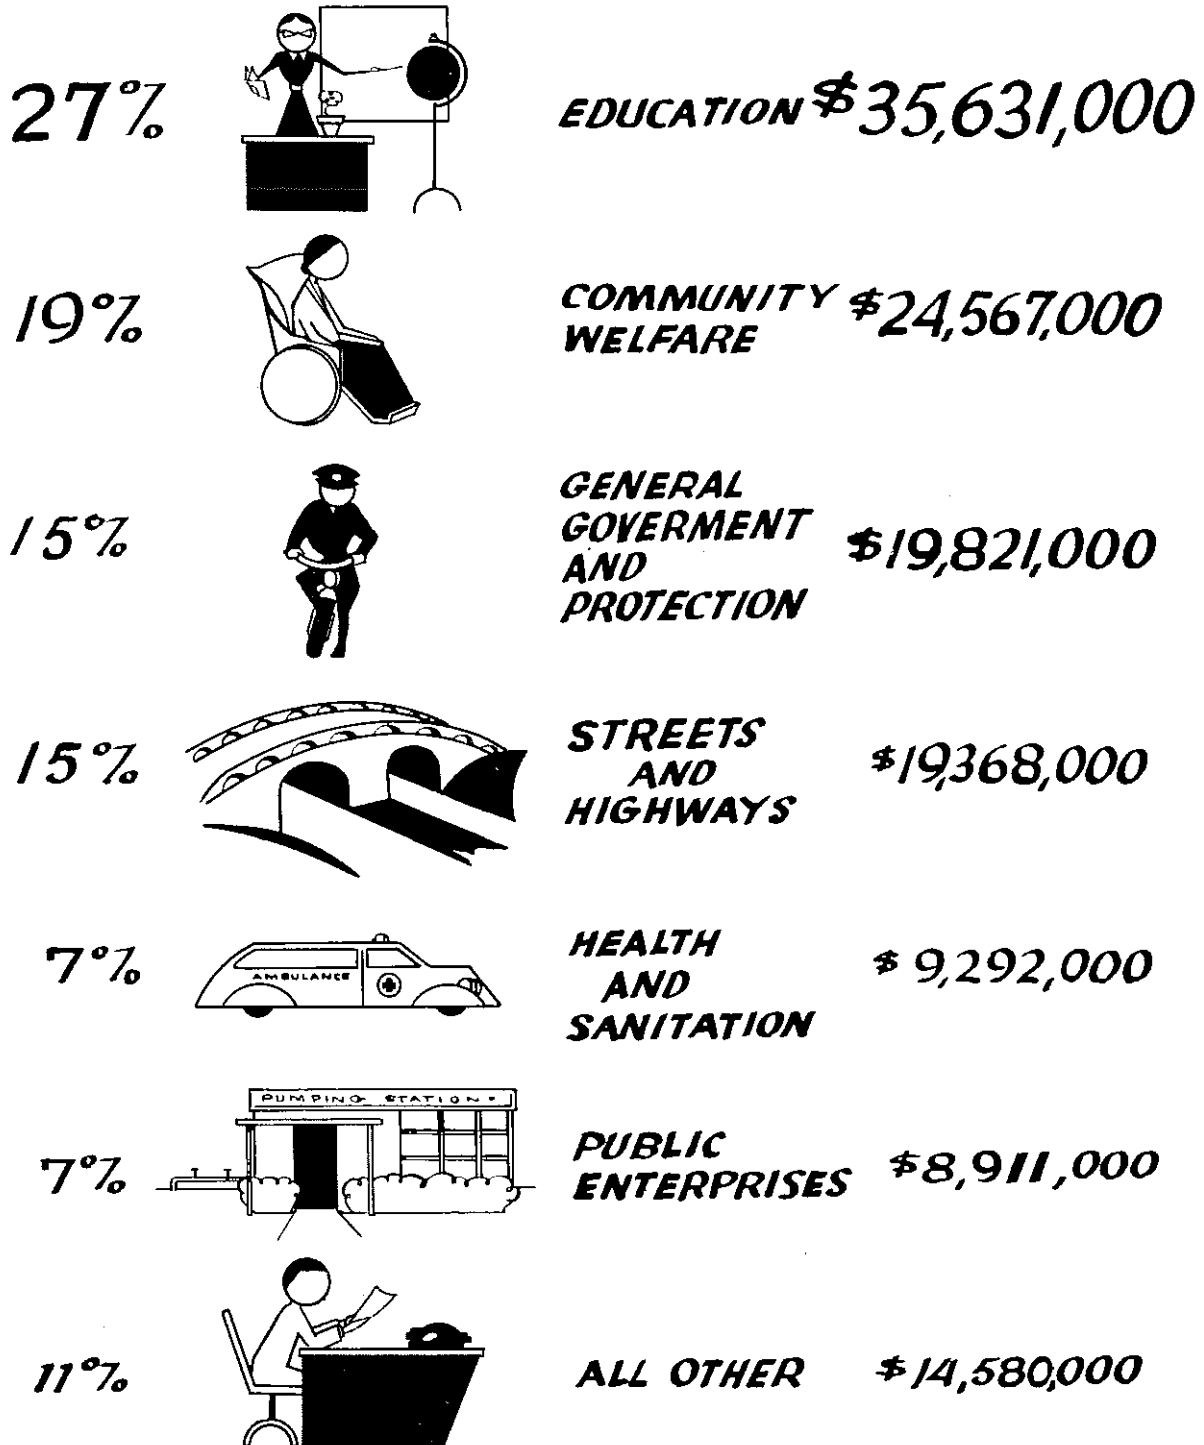 27% EDUCATION $35,631,000
19% COMMUNITY $24,567,000
WELFARE
GENERAL
15% GOVERMENT $19,821,000
AND
PROTECTION
STREETS
15% AND $19,368,000
HIGHWAYS
AMBULANCE
HEALTH
7% AND $9,292,000
SANITATION
PUMPING STATION
PUBLIC
7% ENTERPRISES $8,911,000
11% ALL OTHER $14,580,000